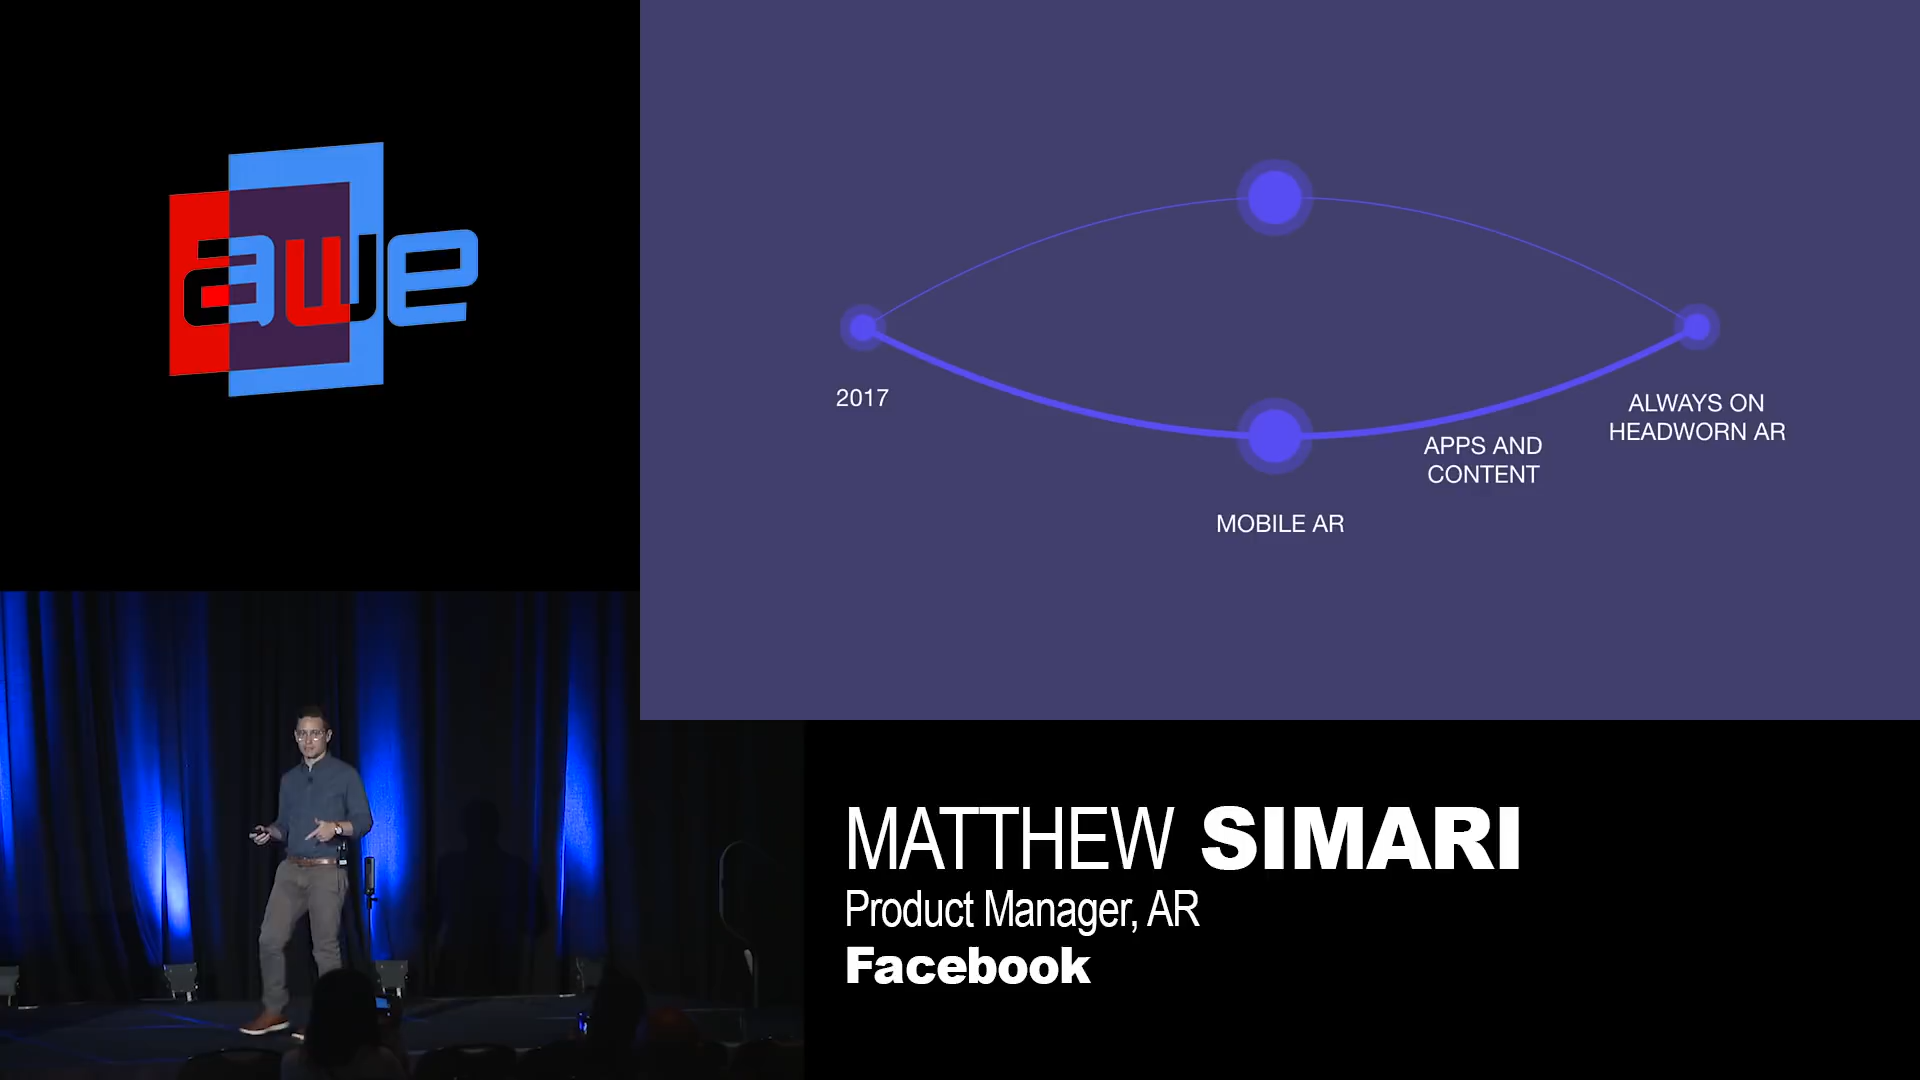 awe
2017
MOBILE AR
APPS AND
CONTENT
ALWAYS ON
HEADWORN AR
MATTHEW SIMARI
Product Manager, AR
Facebook